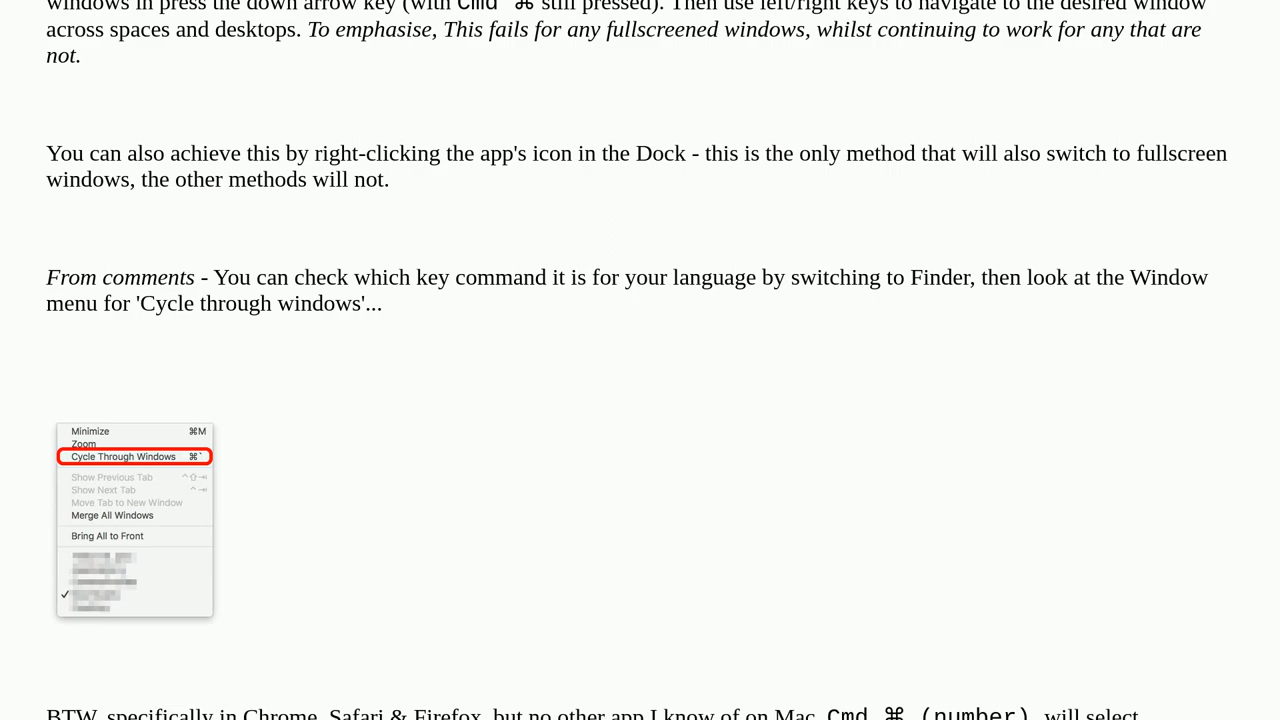 windows in press the down arrow key (with Cmd ⌘ still pressed). Then use left/right keys to navigate to the desired window
across spaces and desktops. To emphasise, This fails for any fullscreened windows, whilst continuing to work for any that are
not.
You can also achieve this by right-clicking the app's icon in the Dock - this is the only method that will also switch to fullscreen
windows, the other methods will not.
From comments - You can check which key command it is for your language by switching to Finder, then look at the Window
menu for 'Cycle through windows'...
Minimize ⌘M
Zoom
Cycle Through Windows ⌘`
Show Previous Tab ^⇧⇥
Show Next Tab ^⇥
Move Tab to New Window
Merge All Windows
Bring All to Front
BTW, specifically in Chrome, Safari & Firefox, but no other app I know of on Mac, Cmd ⌘ (number) will select